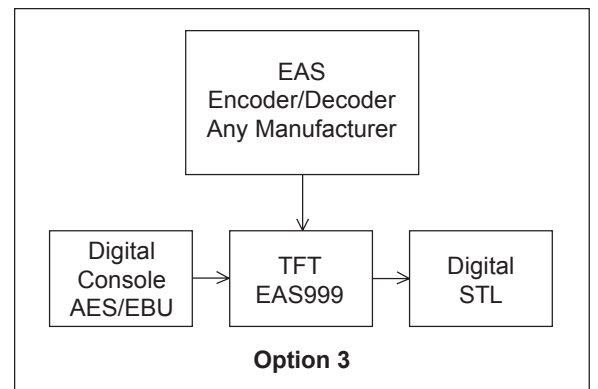 EAS
Encoder/Decoder
Any Manufacturer
Digital
Console
AES/EBU
TFT
EAS999
Digital
STL
Option 3